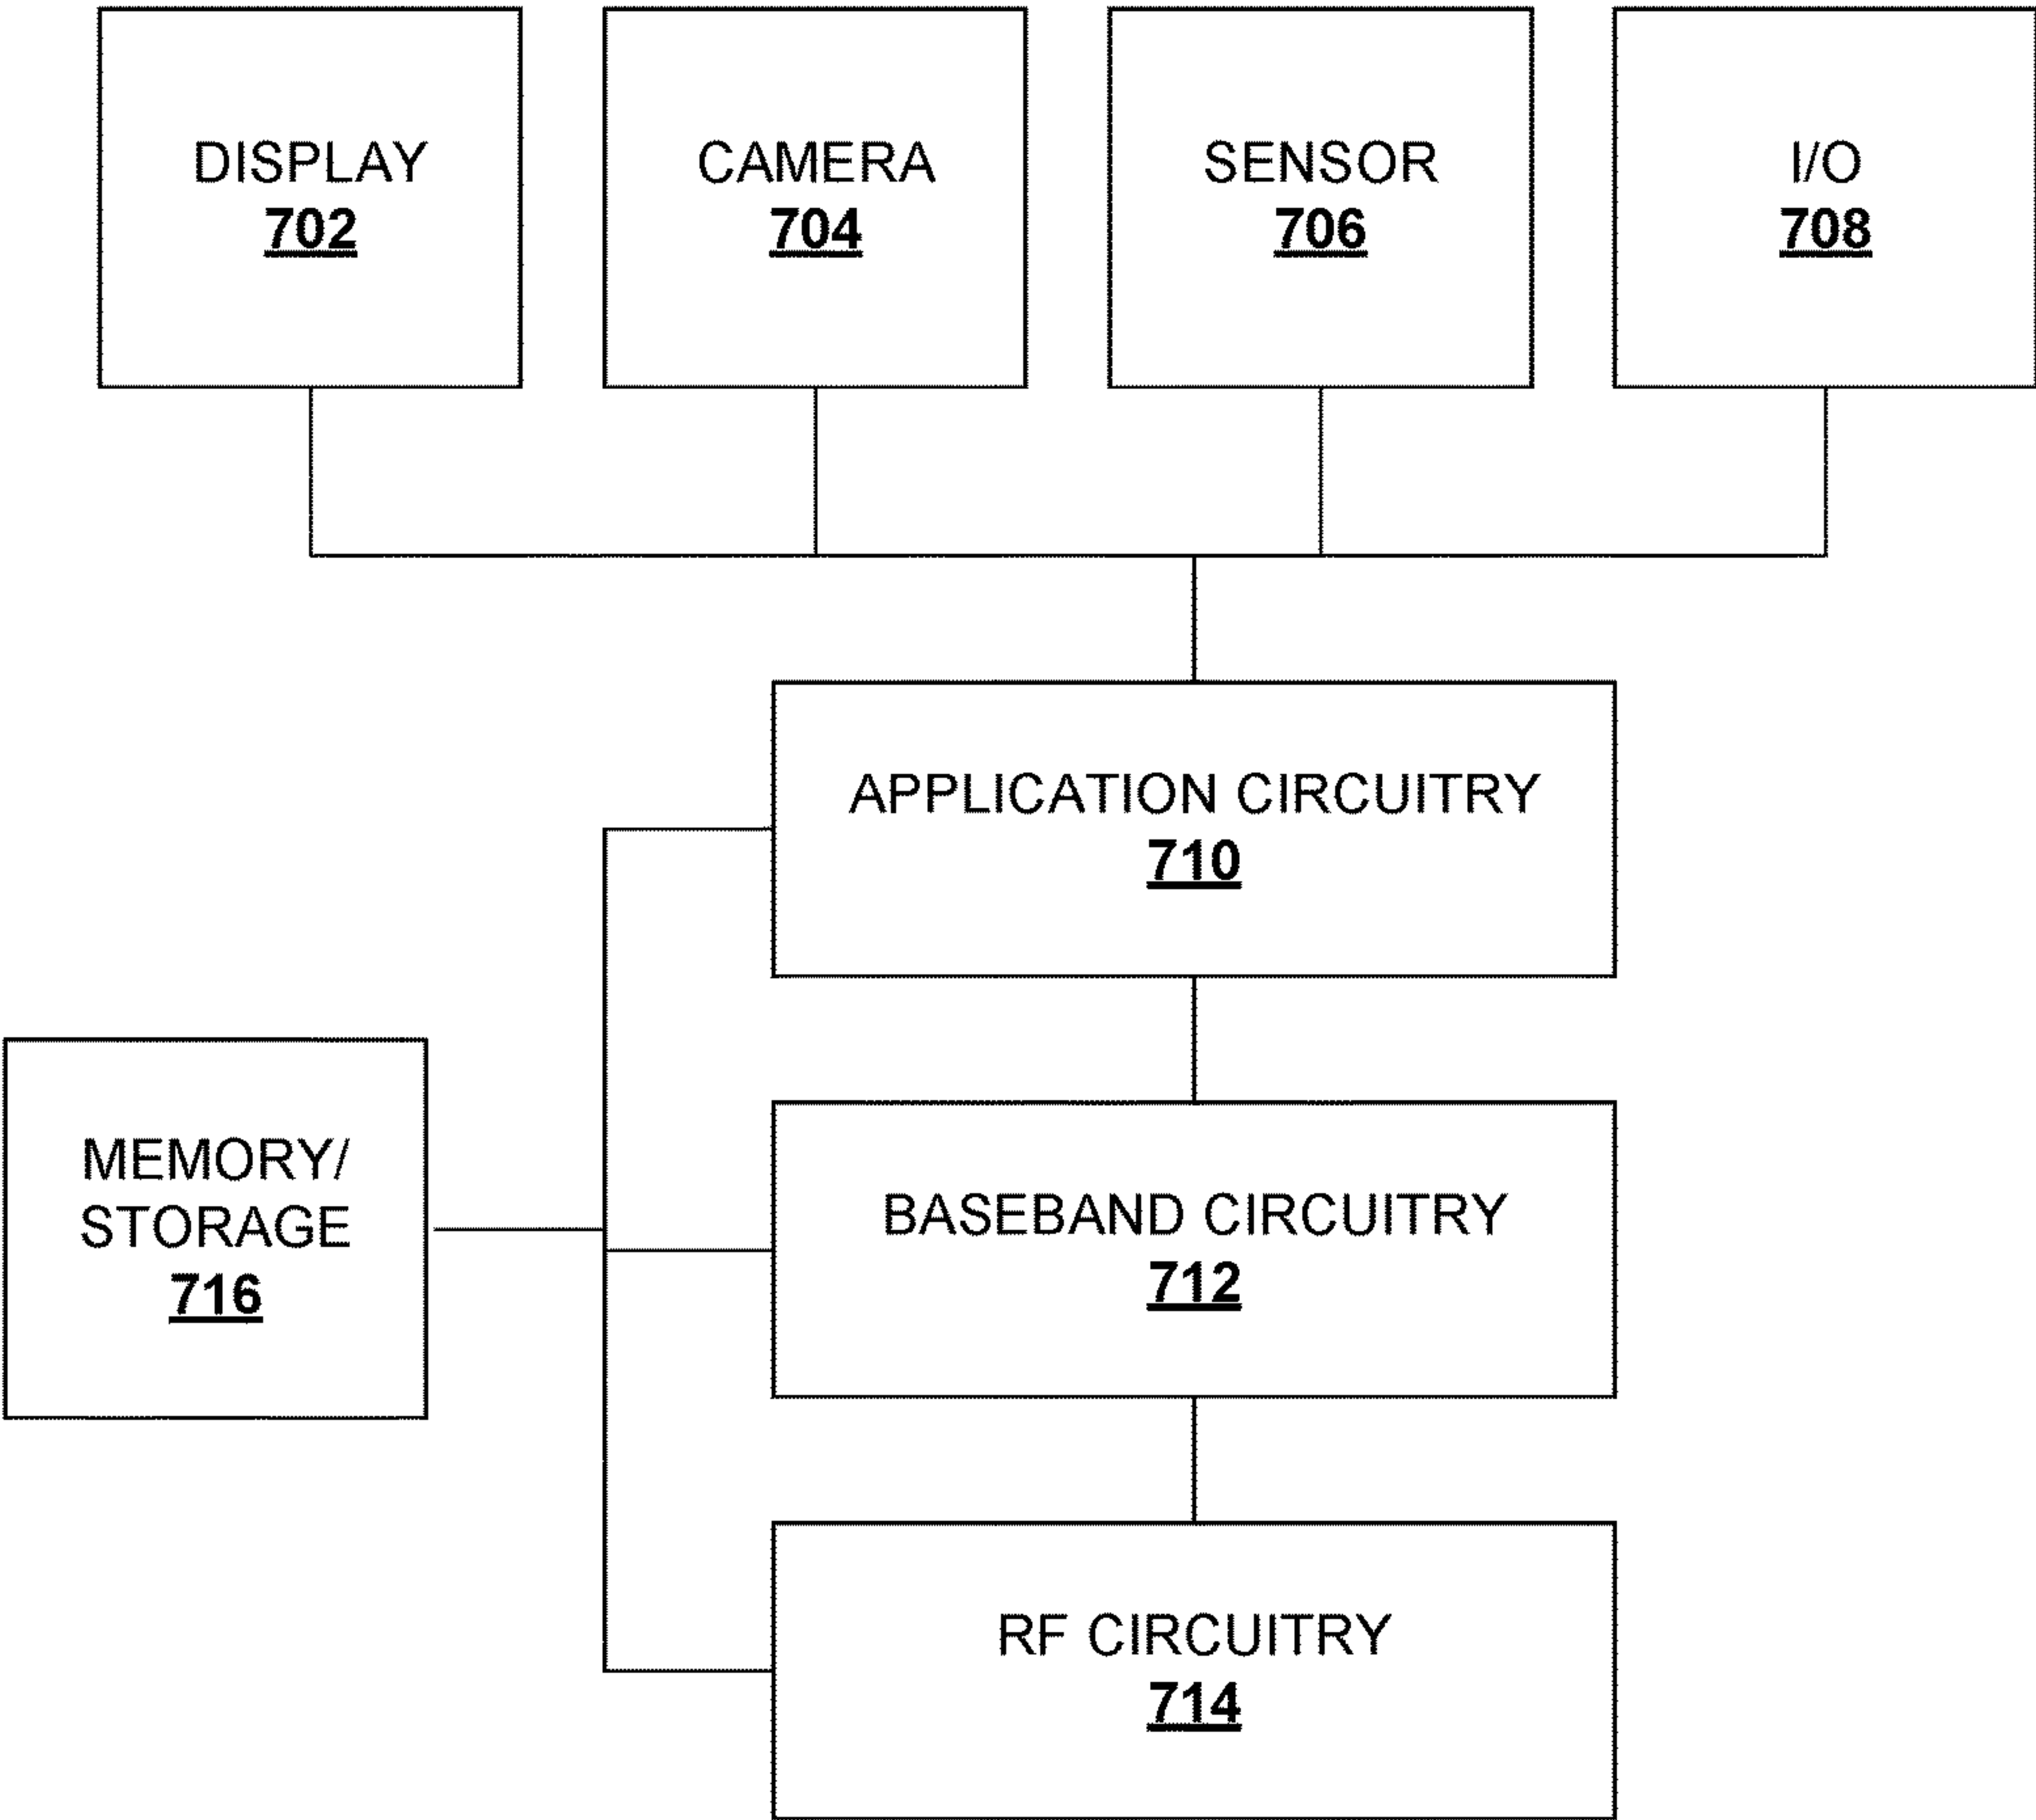 DISPLAY
702
CAMERA
704
SENSOR
706
I/O
708
APPLICATION CIRCUITRY
710
MEMORY/
STORAGE
716
BASEBAND CIRCUITRY
712
RF CIRCUITRY
714